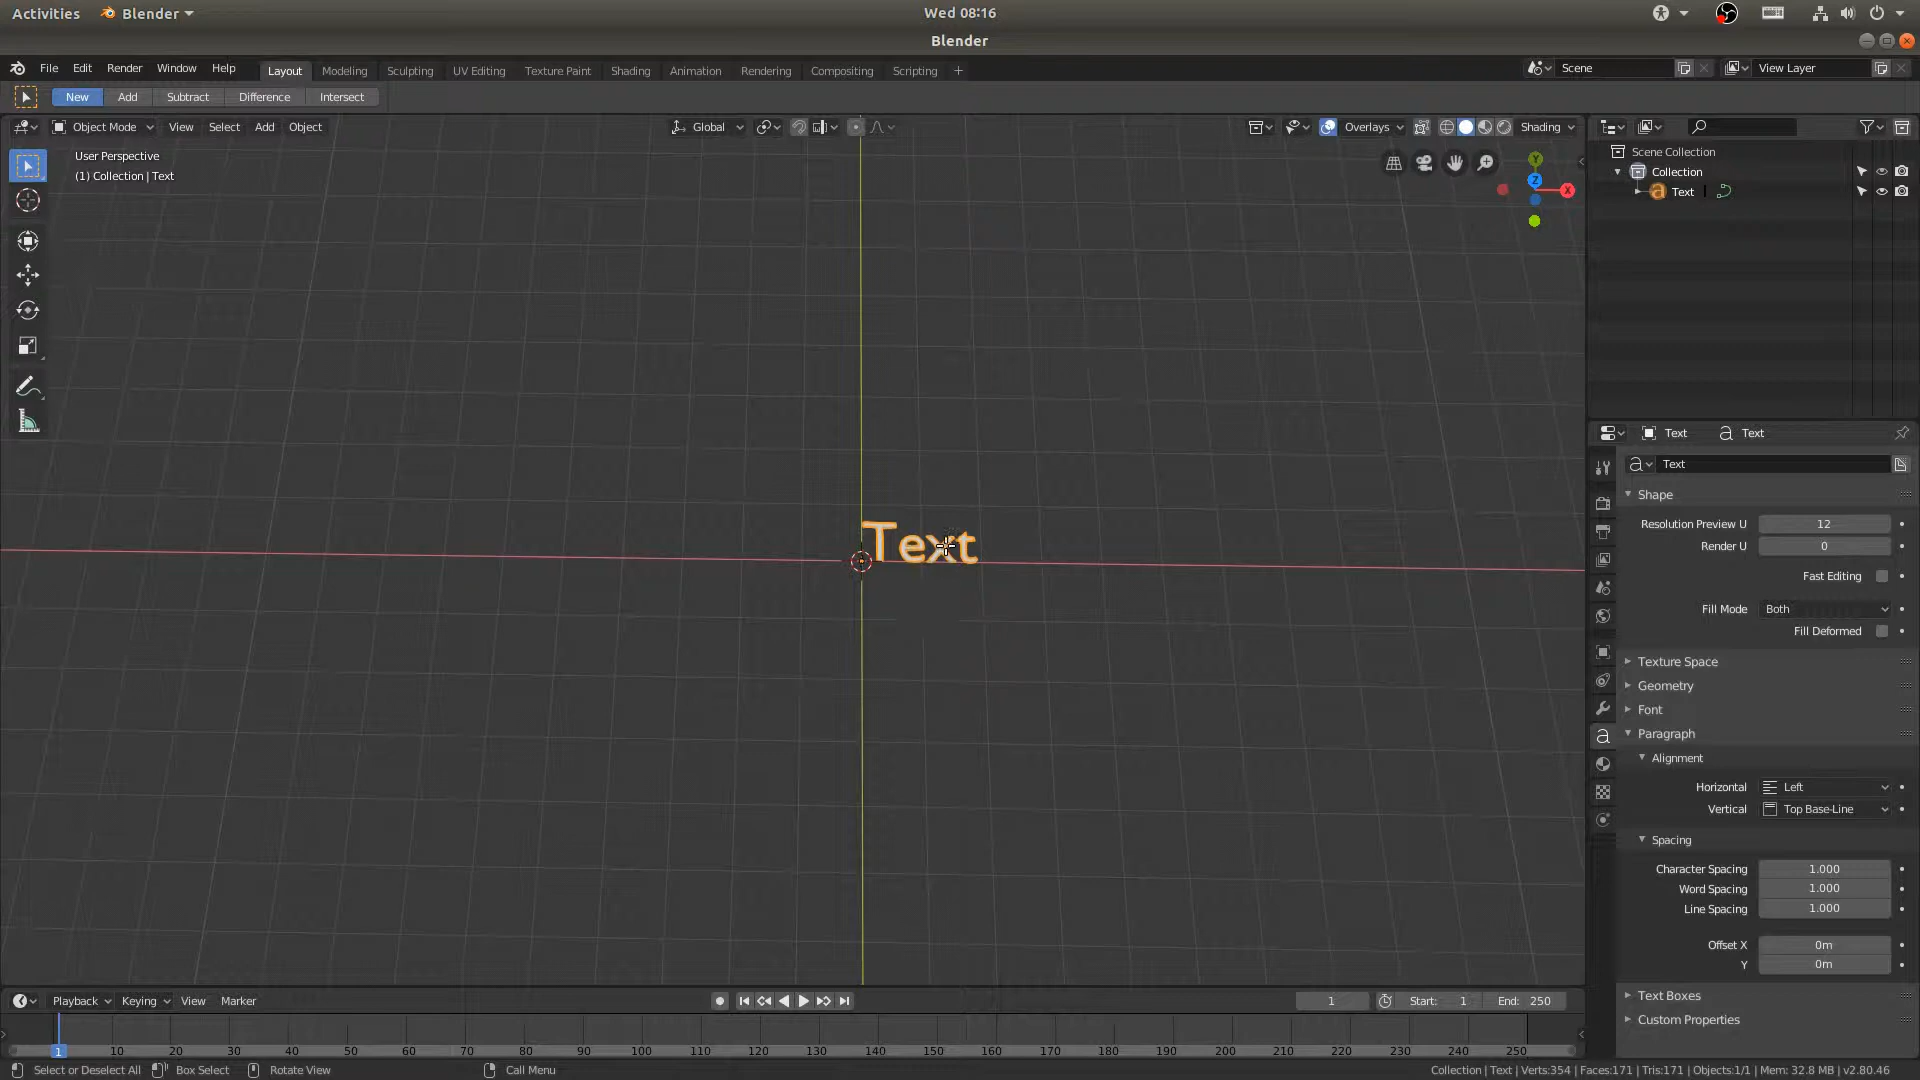 Activities Blender Wed 08:16
Blender
File Edit Render Window Help Layout Modeling Sculpting UV Editing Texture Paint Shading Animation Rendering Compositing Scripting + Scene View Layer
New Add Subtract Difference Intersect
Object Mode View Select Add Object Global Overlays Shading
User Perspective
(1) Collection | Text
Y
Z
X
Text
Scene Collection
Collection
Text
Text Text
Text
Shape
Resolution Preview U 12
Render U 0
Fast Editing
Fill Mode Both
Fill Deformed
Texture Space
Geometry
Font
Paragraph
Alignment
Horizontal Left
Vertical Top Base-Line
Spacing
Character Spacing 1.000
Word Spacing 1.000
Line Spacing 1.000
Offset X 0m
Y 0m
Text Boxes
Custom Properties
Playback Keying View Marker 1 Start: 1 End: 250
1 10 20 30 40 50 60 70 80 90 100 110 120 130 140 150 160 170 180 190 200 210 220 230 240 250
Select or Deselect All Box Select Rotate View Call Menu Collection | Text | Verts:354 | Faces:171 | Tris:171 | Objects:1/1 | Mem: 32.8 MB | v2.80.46